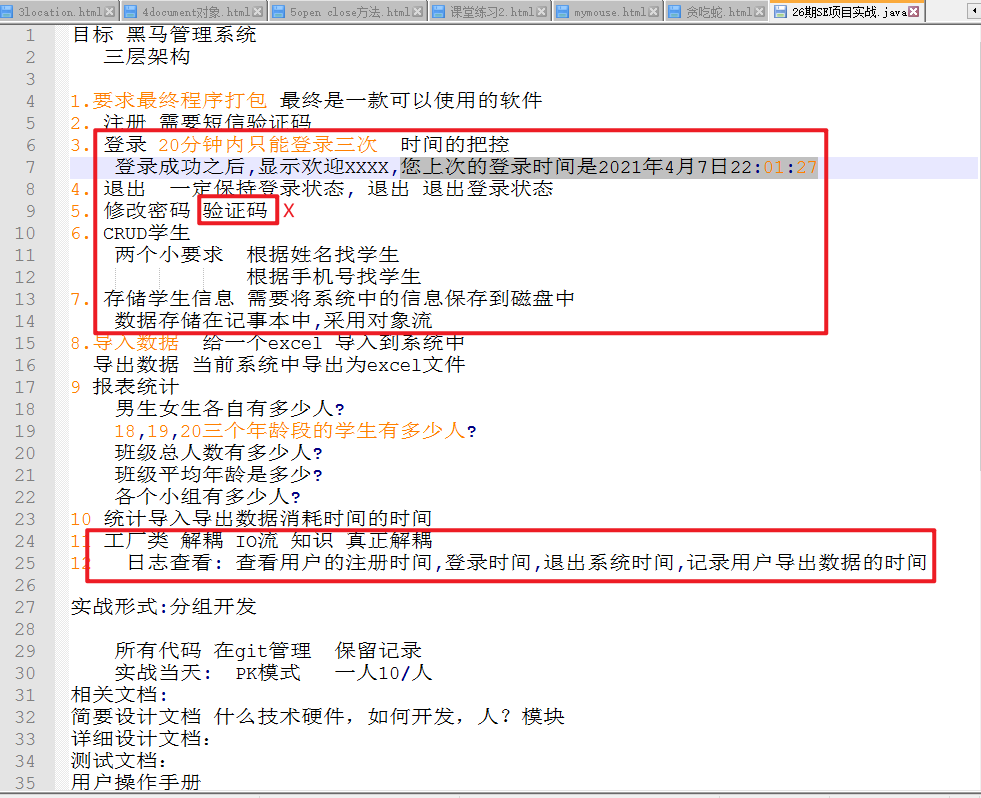 3location.html
4document对象.html
5open close方法.html
课堂练习2.html
mymouse.html
贪吃蛇.html
26期SE项目实战.java
1 目标 黑马管理系统
2 三层架构
3
4 1.要求最终程序打包 最终是一款可以使用的软件
5 2. 注册 需要短信验证码
6 3. 登录 20分钟内只能登录三次 时间的把控
7 登录成功之后,显示欢迎XXXX,您上次的登录时间是2021年4月7日22:01:27
8 4. 退出 一定保持登录状态, 退出 退出登录状态
9 5. 修改密码 验证码 X
10 6. CRUD学生
11 两个小要求 根据姓名找学生
12 根据手机号找学生
13 7. 存储学生信息 需要将系统中的信息保存到磁盘中
14 数据存储在记事本中,采用对象流
15 8.导入数据 给一个excel 导入到系统中
16 导出数据 当前系统中导出为excel文件
17 9 报表统计
18 男生女生各自有多少人?
19 18,19,20三个年龄段的学生有多少人?
20 班级总人数有多少人?
21 班级平均年龄是多少?
22 各个小组有多少人?
23 10 统计导入导出数据消耗时间的时间
24 11 工厂类 解耦 IO流 知识 真正解耦
25 12 日志查看: 查看用户的注册时间,登录时间,退出系统时间,记录用户导出数据的时间
26
27 实战形式:分组开发
28
29 所有代码 在git管理 保留记录
30 实战当天: PK模式 一人10/人
31 相关文档:
32 简要设计文档 什么技术硬件，如何开发，人？模块
33 详细设计文档:
34 测试文档:
35 用户操作手册